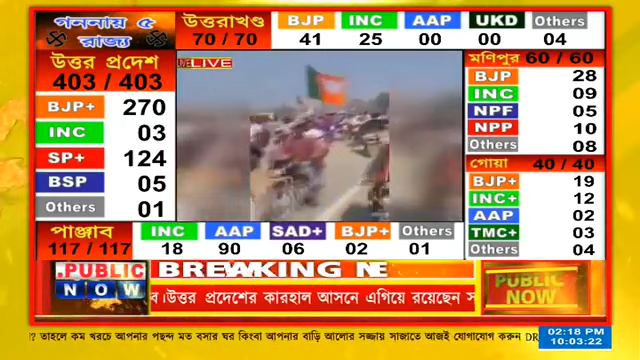 গননায় ৫
রাজ্য
উত্তরাখণ্ড
70 / 70
BJP INC AAP UKD Others
41 25 00 00 04
উত্তর প্রদেশ
403 / 403
BJP+ 270
INC 03
SP+ 124
BSP 05
Others 01
LIVE
মণিপুর 60 / 60
BJP 28
INC 09
NPF 05
NPP 10
Others 08
গোয়া 40 / 40
BJP+ 19
INC+ 12
AAP 02
TMC+ 03
Others 04
পাঞ্জাব
117 / 117
INC AAP SAD+ BJP+ Others
18 90 06 02 01
PUBLIC
NOW
BREAKING NE
PUBLIC
NOW
ব।উত্তর প্রদেশের কারহাল আসনে এগিয়ে রয়েছেন স
!? তাহলে কম খরচে আপনার পছন্দ মত বসার ঘর কিংবা আপনার বাড়ি আলোর সজ্জায় সাজাতে আজই যোগাযোগ করুন DR
02:18 PM
10:03:22